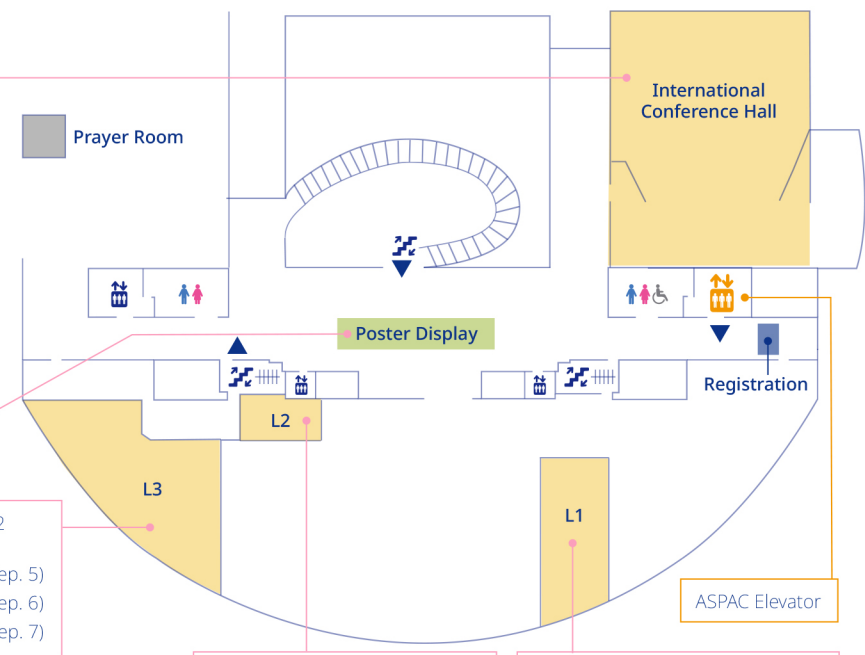 International
Conference Hall
Prayer Room
Poster Display
Registration
L2
L3
L1
2
ep. 5)
ep. 6)
ep. 7)
ASPAC Elevator